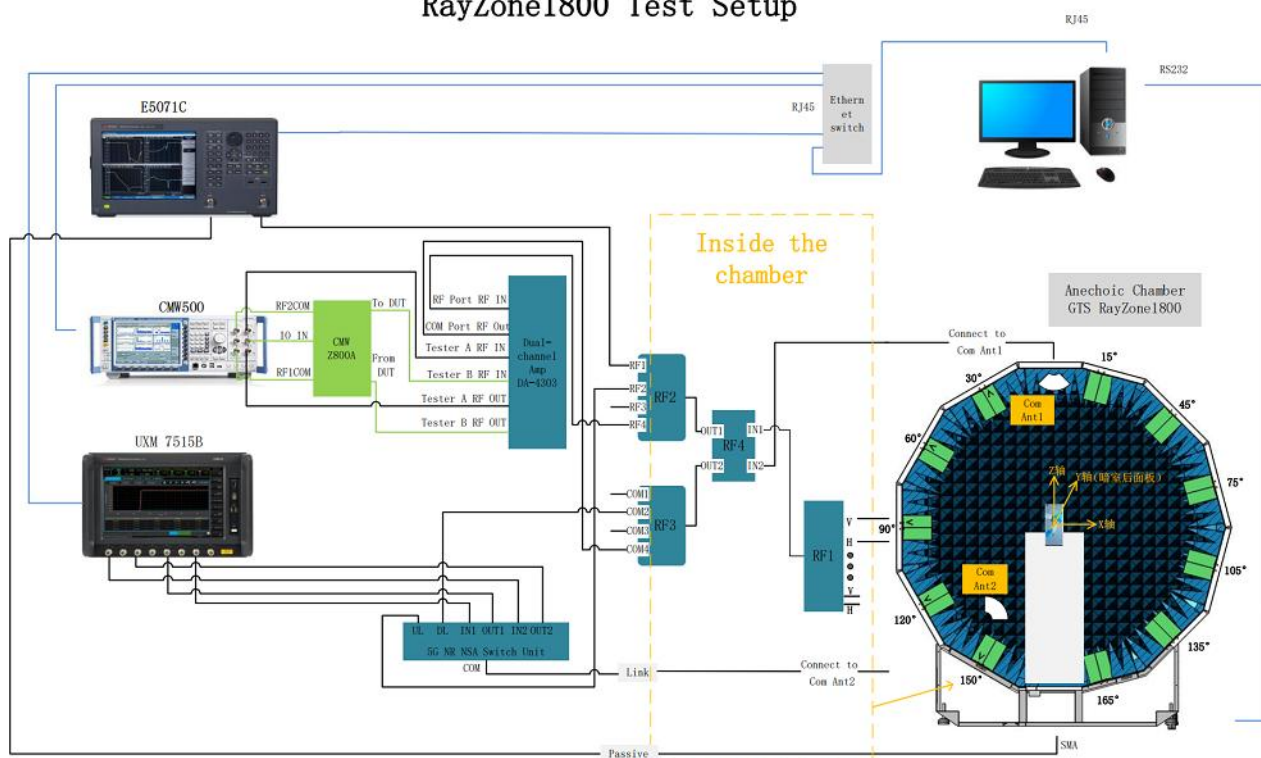 RayZone1800 Test Setup
RJ45
RS232
E5071C
RJ45
Ethern
et
switch
Inside the
chamber
Anechoic Chamber
GTS RayZone1800
CMW500
RF2COM
IO IN
RF1COM
CMW
Z800A
To DUT
From
DUT
RF Port RF IN
COM Port RF Out
Tester A RF IN
Tester B RF IN
Tester A RF OUT
Tester B RF OUT
Dual-
channel
Amp
DA-4303
Connect to
Com Ant1
RF1
RF2
RF3
RF4
RF2
OUT1
OUT2
RF4
IN1
IN2
COM1
COM2
COM3
COM4
RF3
RF1
V
H
V
H
15°
30°
45°
60°
75°
90°
105°
120°
135°
150°
165°
Com
Ant1
Z轴
Y轴(暗室后面板)
X轴
Com
Ant2
UXM 7515B
UL DL IN1 OUT1 IN2 OUT2
5G NR NSA Switch Unit
COM
Link
Connect to
Com Ant2
Passive
SMA